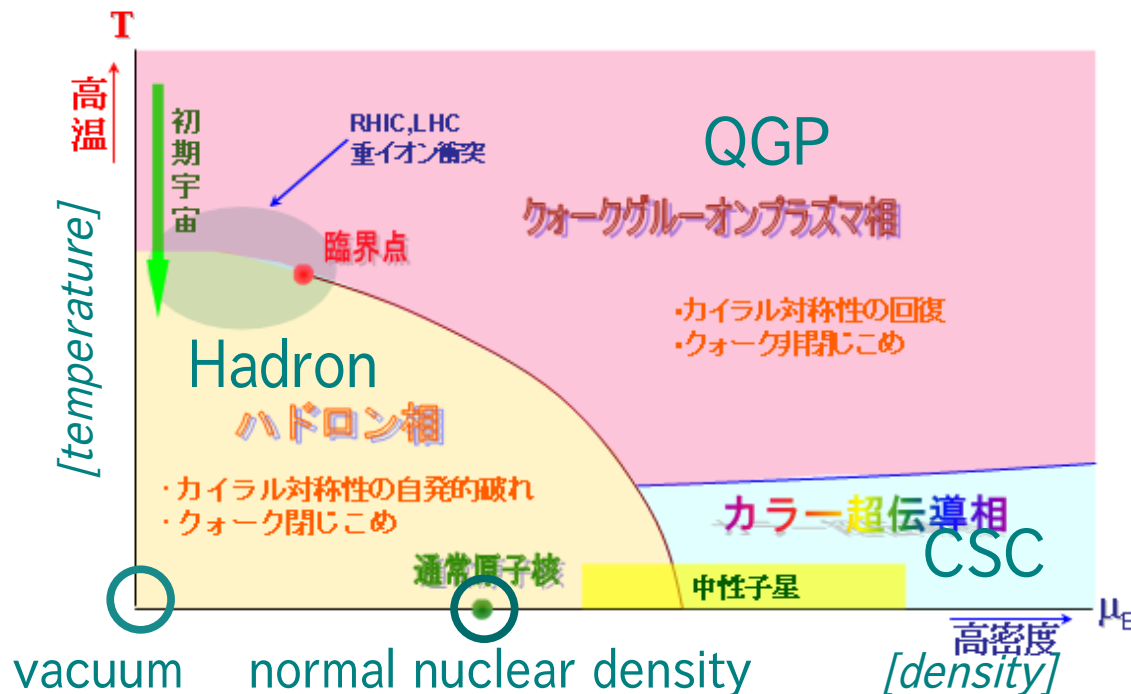 T
高温
初期宇宙
RHIC,LHC
重イオン衝突
QGP
クォークグルーオンプラズマ相
臨界点
・カイラル対称性の回復
・クォーク非閉じこめ
[temperature]
Hadron
ハドロン相
・カイラル対称性の自発的破れ
・クォーク閉じこめ
カラー超伝導相
CSC
通常原子核
中性子星
μB
高密度
vacuum
normal nuclear density
[density]